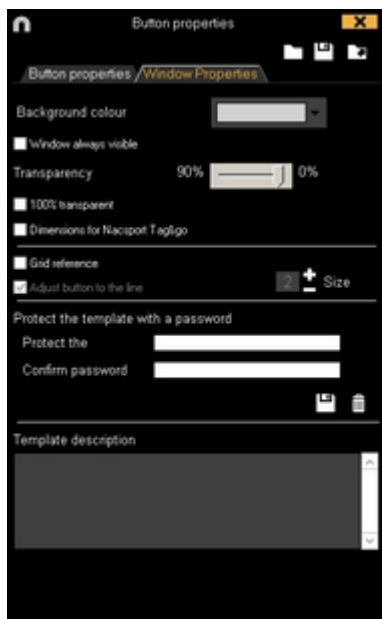 Button properties
Button properties Window Properties
Background colour
Window always visible
Transparency 90% 0%
100% transparent
Dimensions for Nacsport Tag&go
Grid reference
Adjust button to the line 2 Size
Protect the template with a password
Protect the
Confirm password
Template description